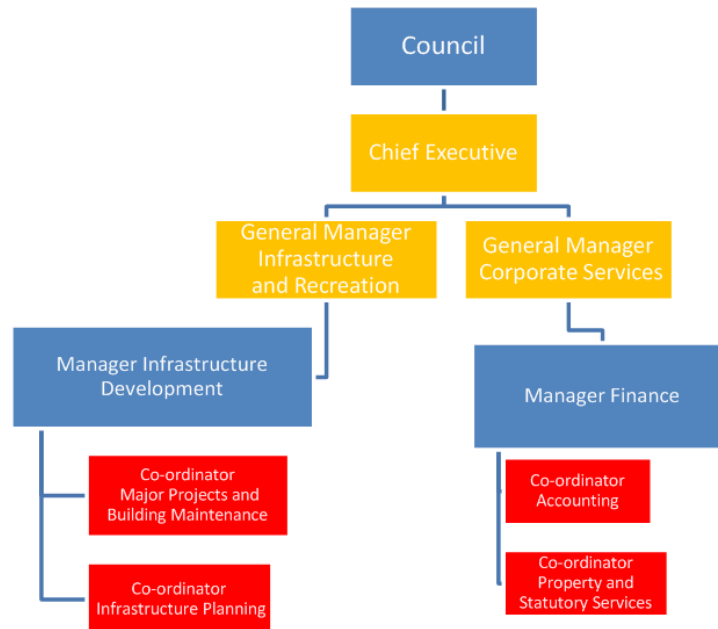 Council
Chief Executive
General Manager
Infrastructure
and Recreation
General Manager
Corporate Services
Manager Infrastructure
Development
Manager Finance
Co-ordinator
Major Projects and
Building Maintenance
Co-ordinator
Accounting
Co-ordinator
Infrastructure Planning
Co-ordinator
Property and
Statutory Services